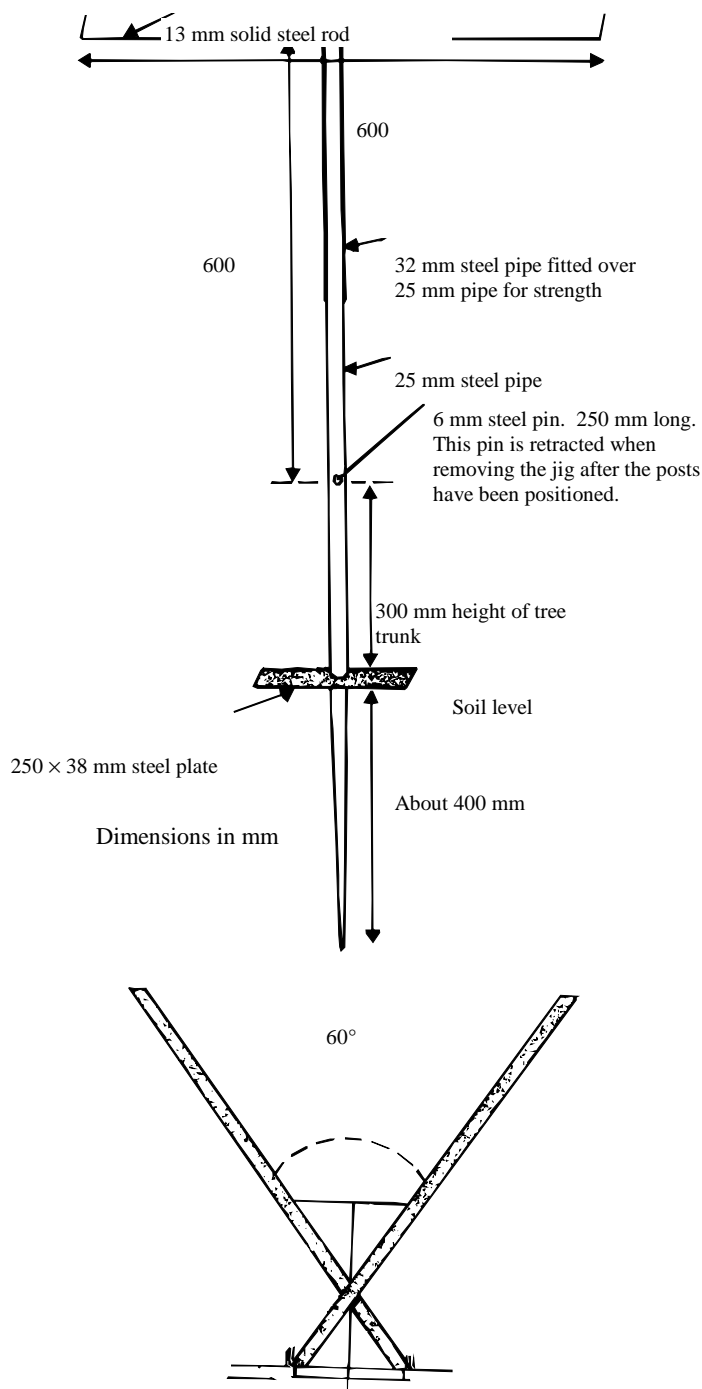 13 mm solid steel rod
600
600
32 mm steel pipe fitted over
25 mm pipe for strength
25 mm steel pipe
6 mm steel pin.  250 mm long.
This pin is retracted when
removing the jig after the posts
have been positioned.
300 mm height of tree
trunk
Soil level
250 × 38 mm steel plate
About 400 mm
Dimensions in mm
60°